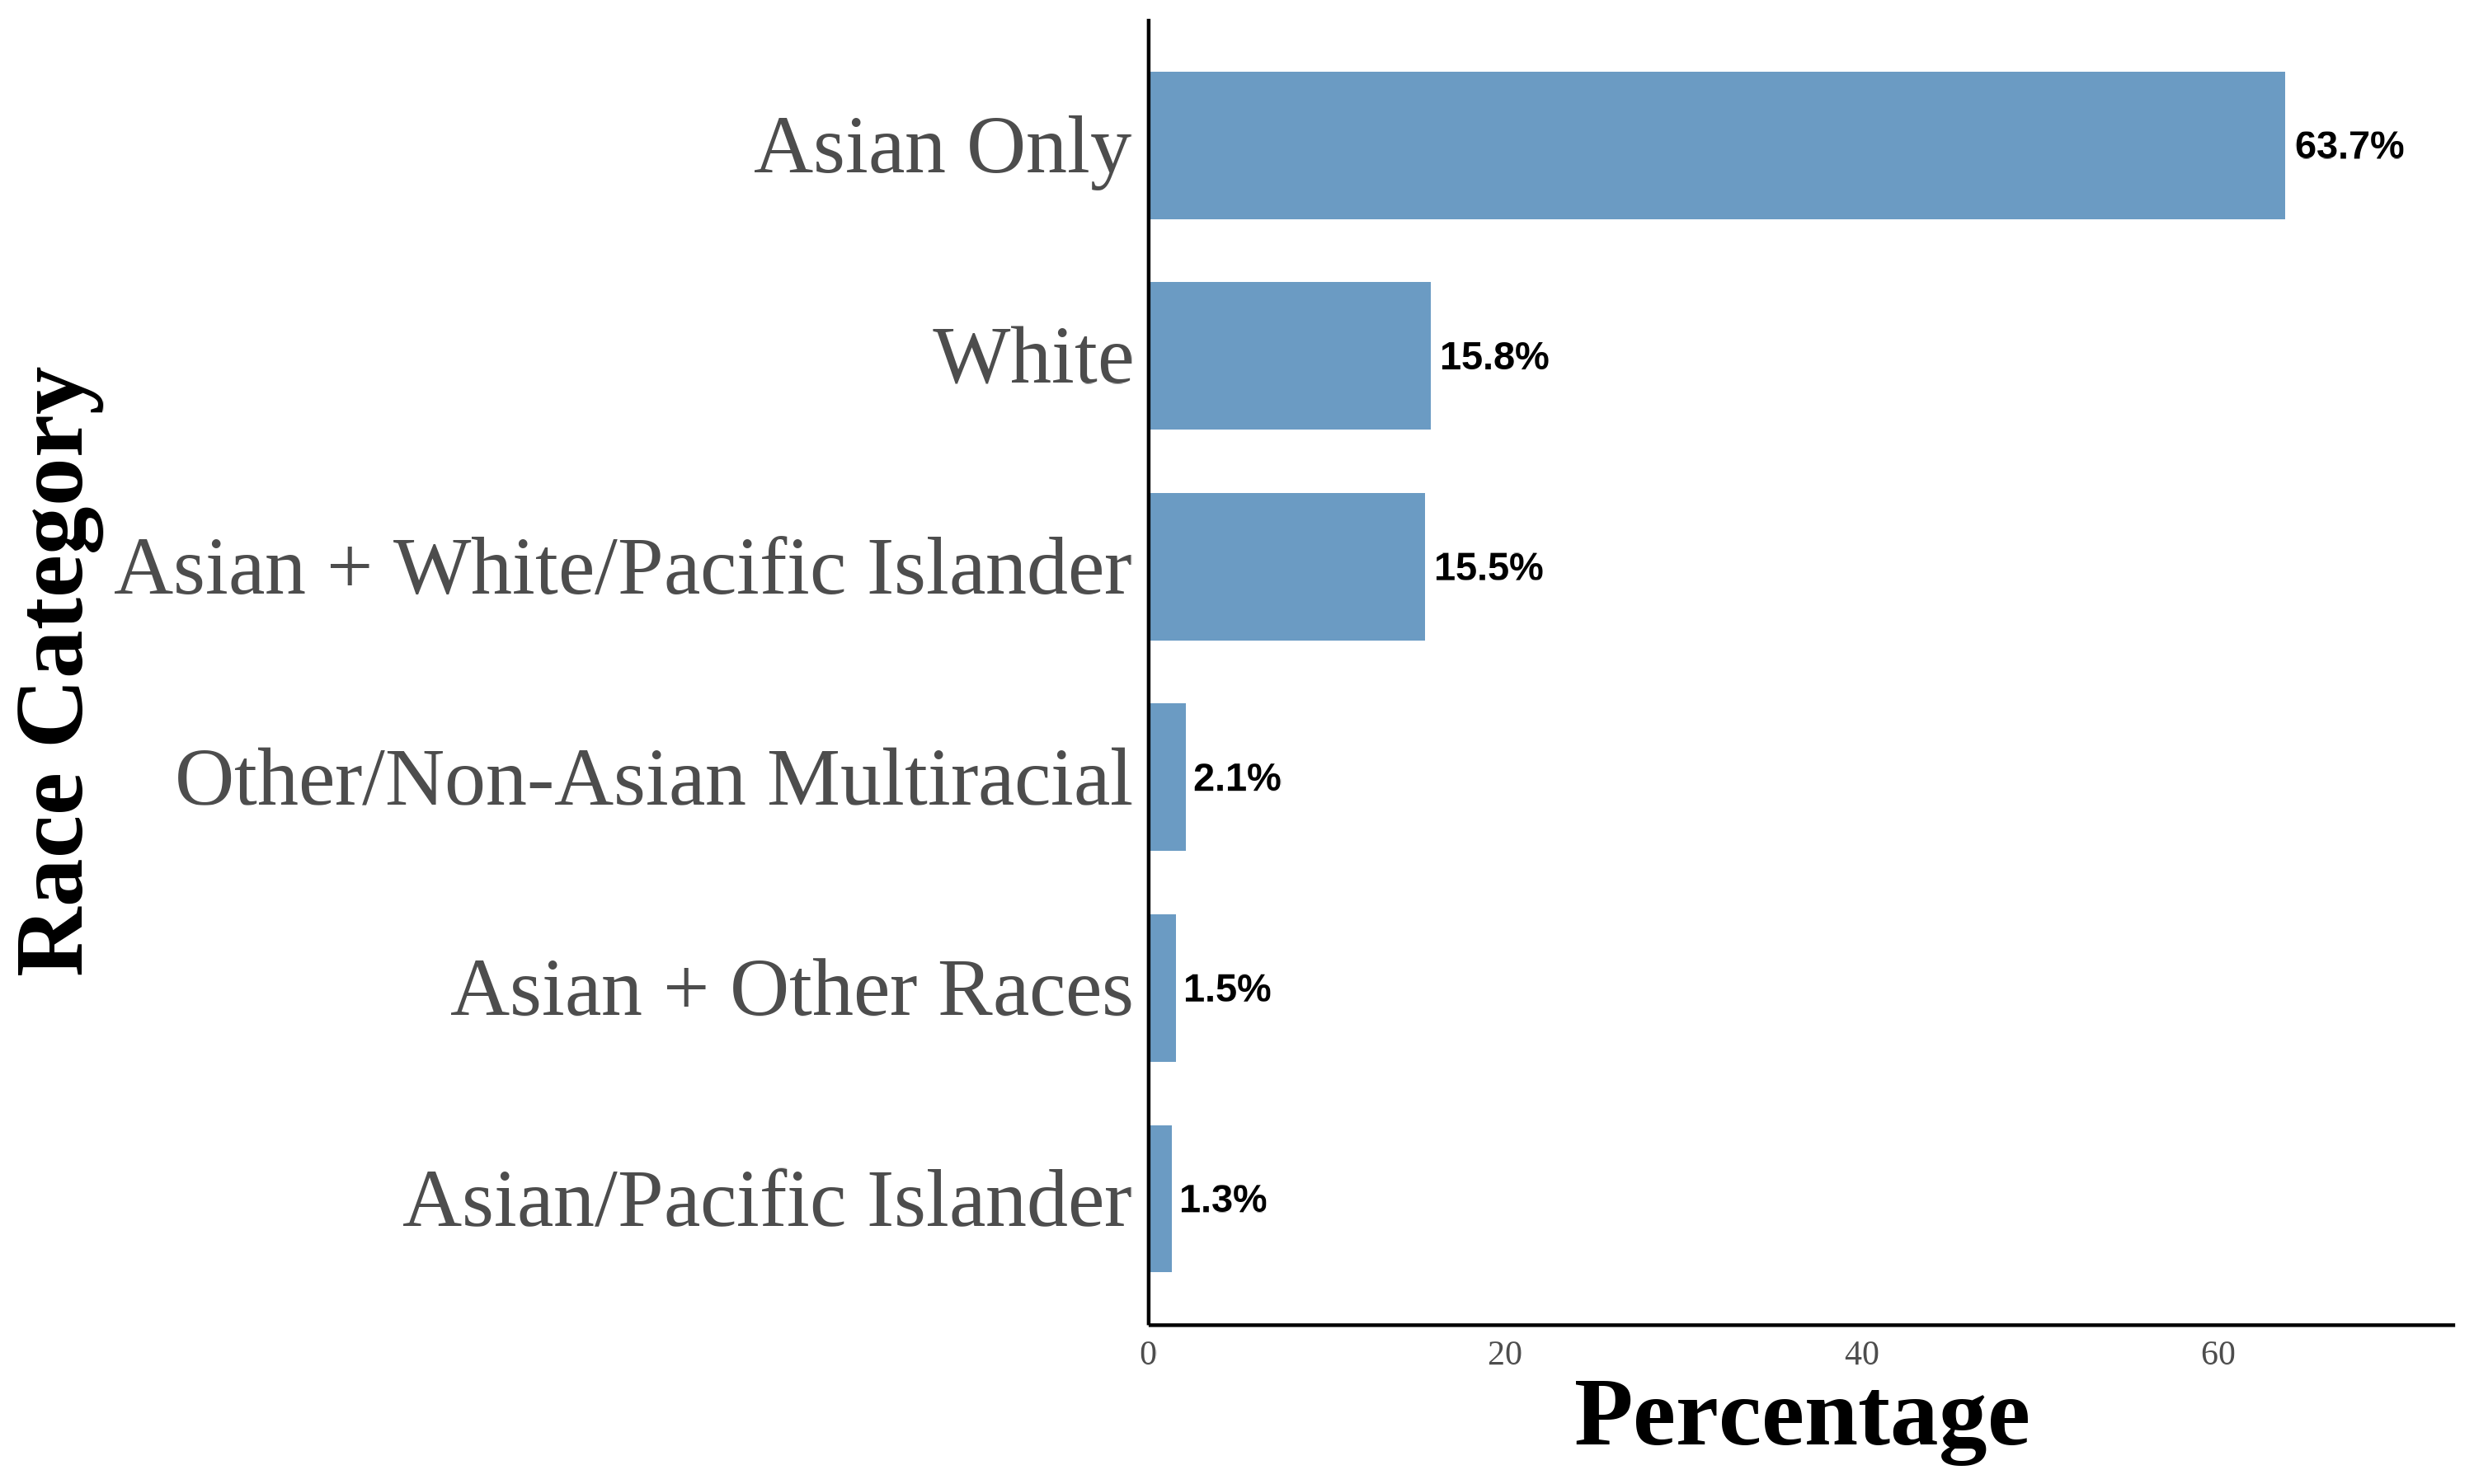 Asian Only
63.7%
White
15.8%
Asian + White/Pacific Islander
15.5%
Other/Non-Asian Multiracial
2.1%
Asian + Other Races
1.5%
Asian/Pacific Islander
1.3%
Race Category
0 20 40 60
Percentage